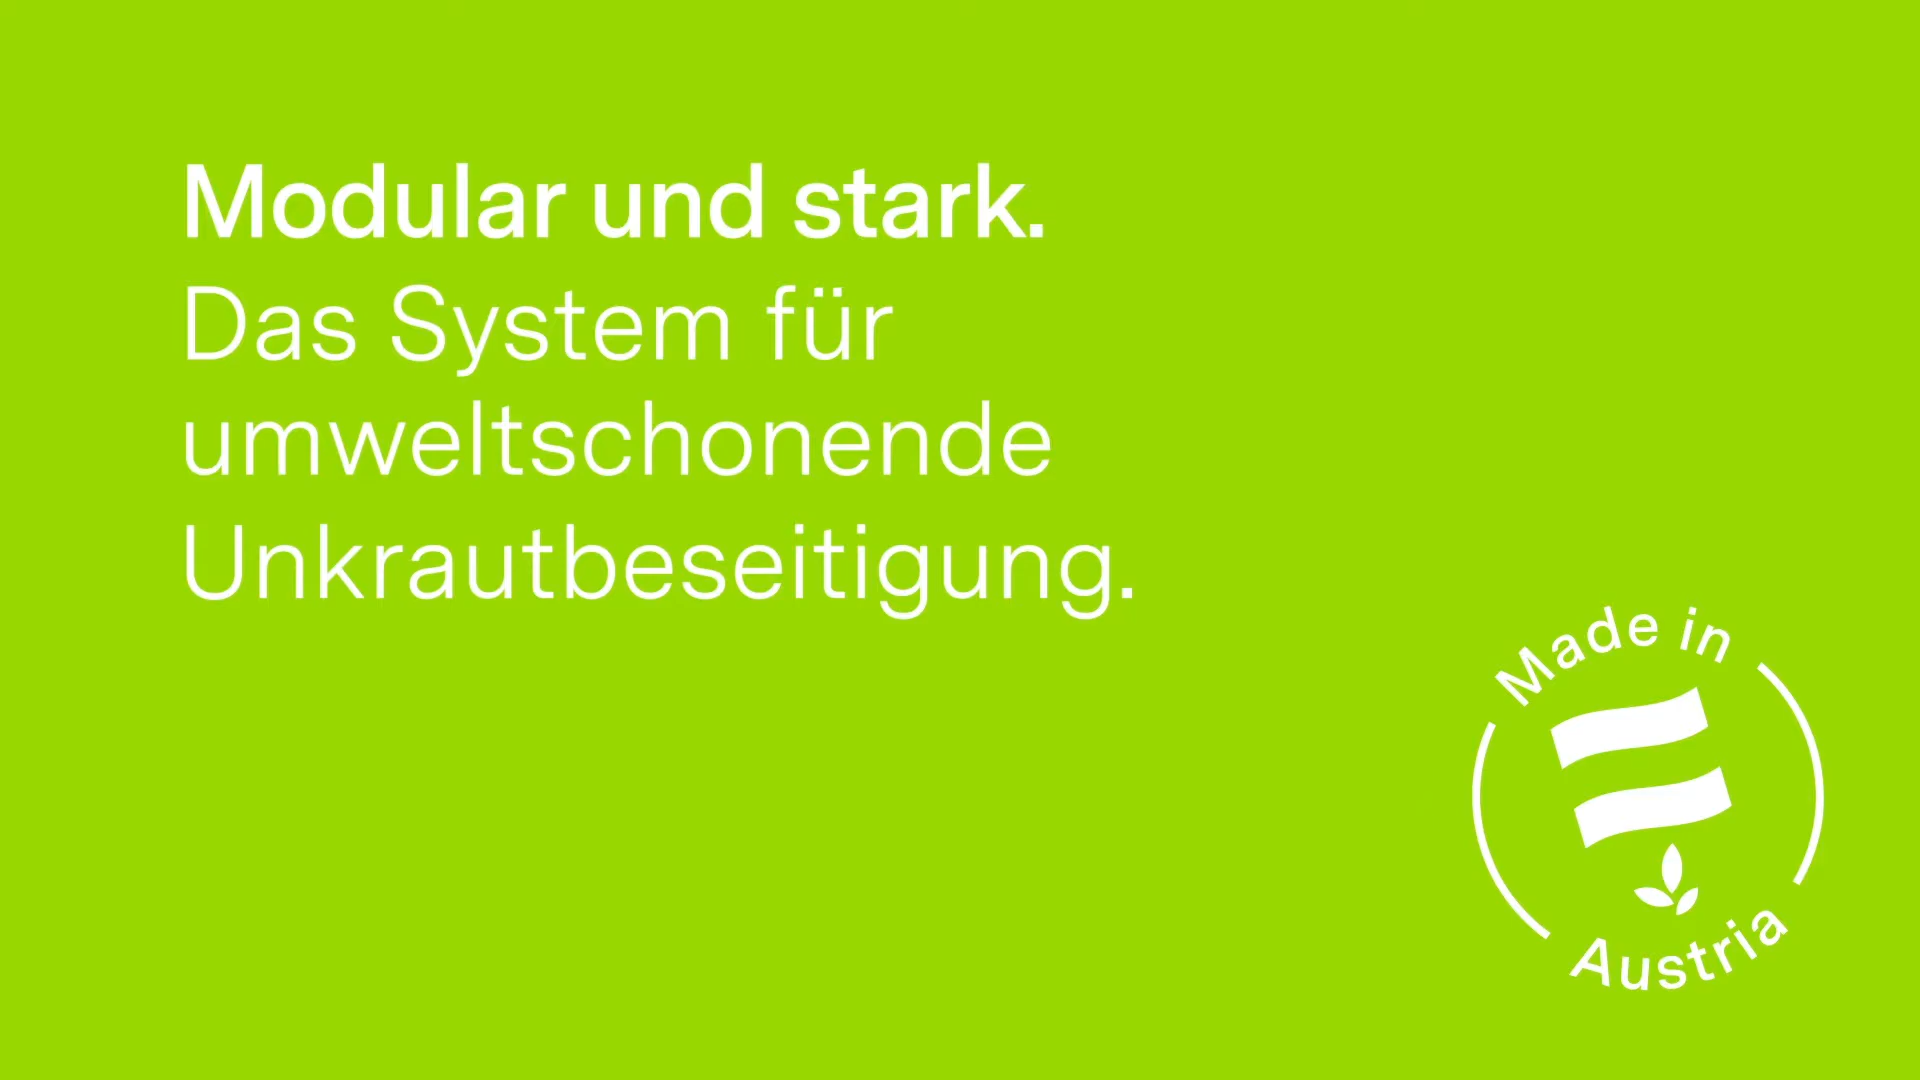 Modular und stark.
Das System für
umweltschonende
Unkrautbeseitigung.
Made in
Austria